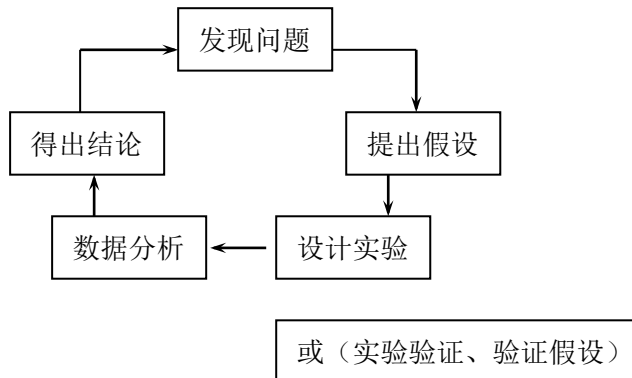 发现问题
得出结论
提出假设
数据分析
设计实验
或（实验验证、验证假设）